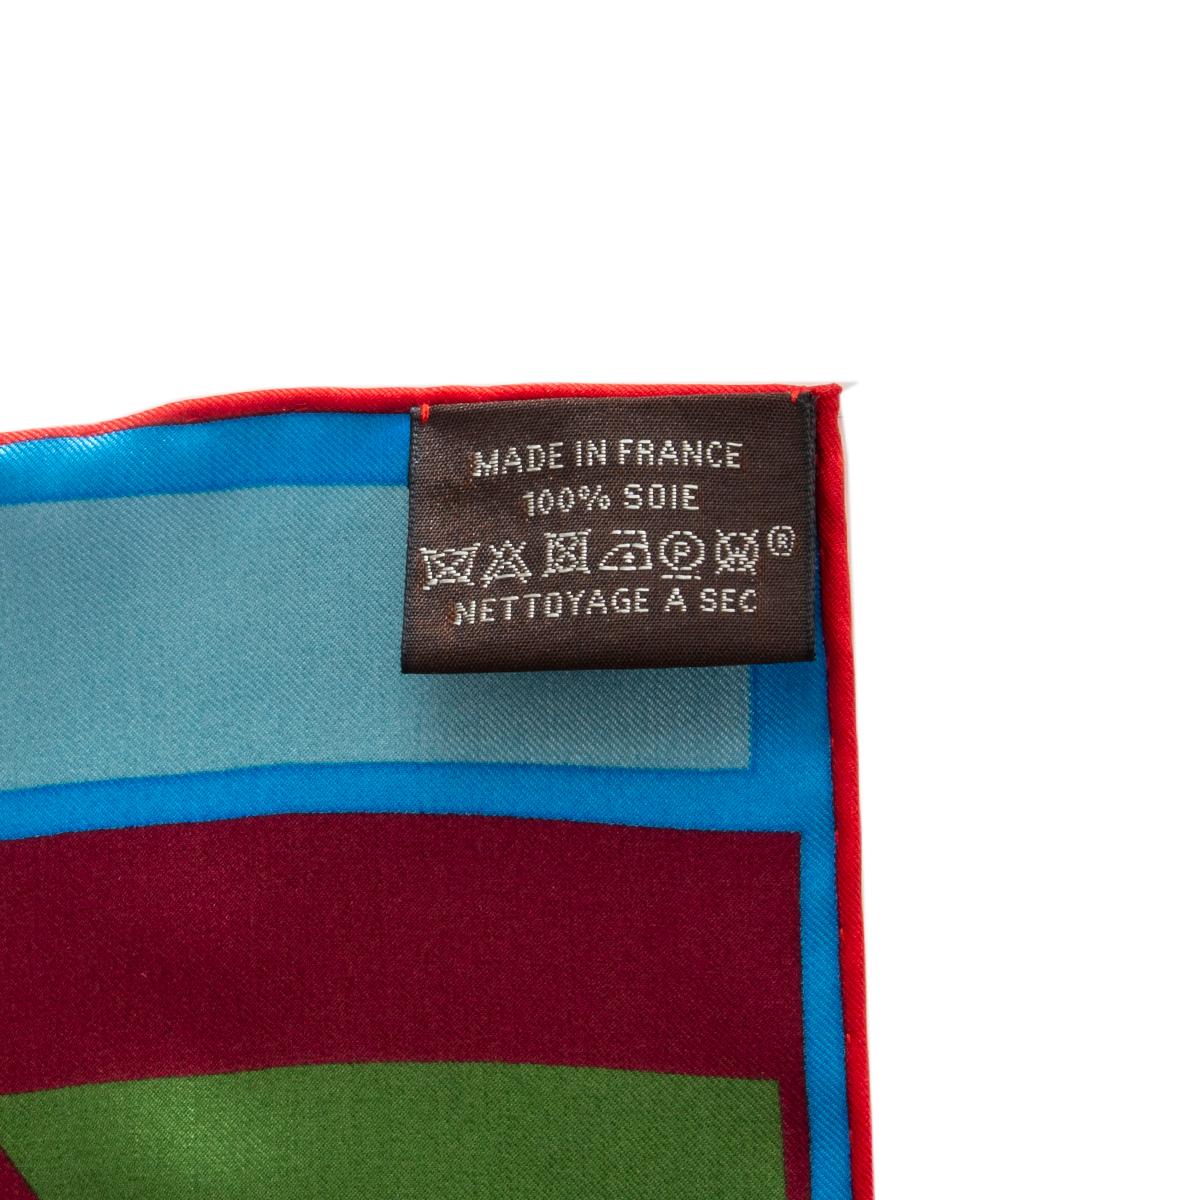 MADE IN FRANCE
100% SOIE
P W ®
NETTOYAGE A SEC